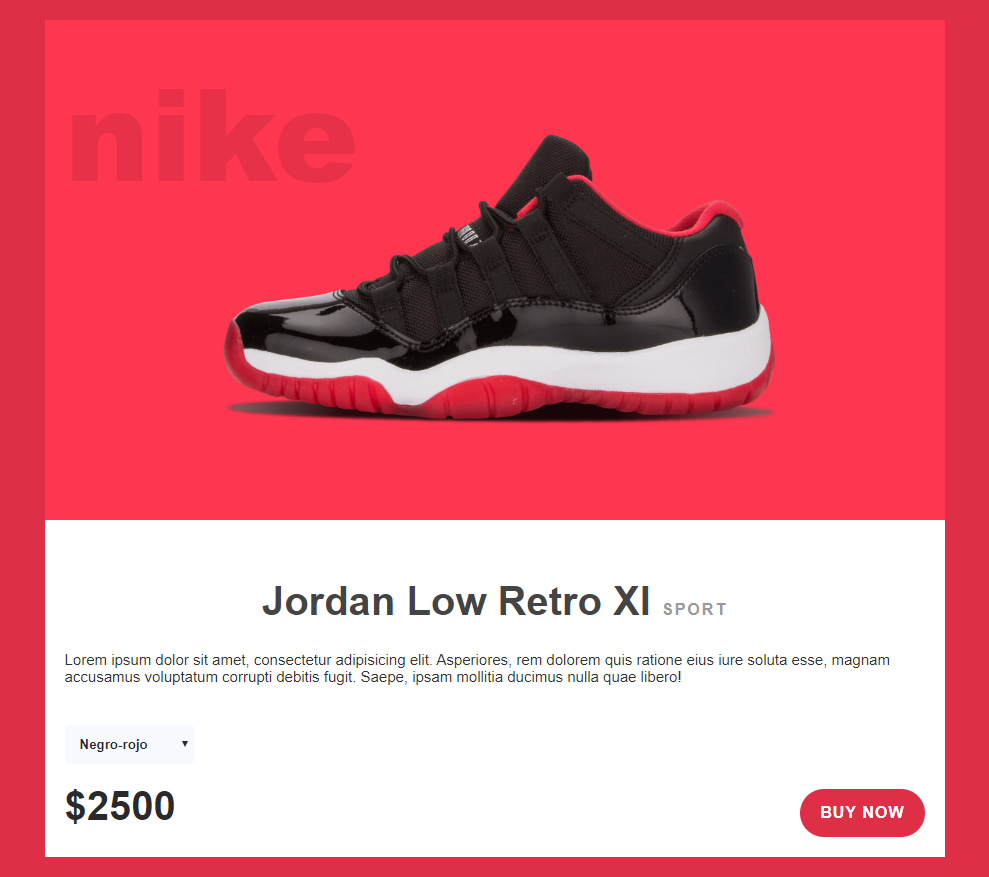 nike
Jordan Low Retro XI SPORT
Lorem ipsum dolor sit amet, consectetur adipisicing elit. Asperiores, rem dolorem quis ratione eius iure soluta esse, magnam
accusamus voluptatum corrupti debitis fugit. Saepe, ipsam mollitia ducimus nulla quae libero!
Negro-rojo
$2500
BUY NOW